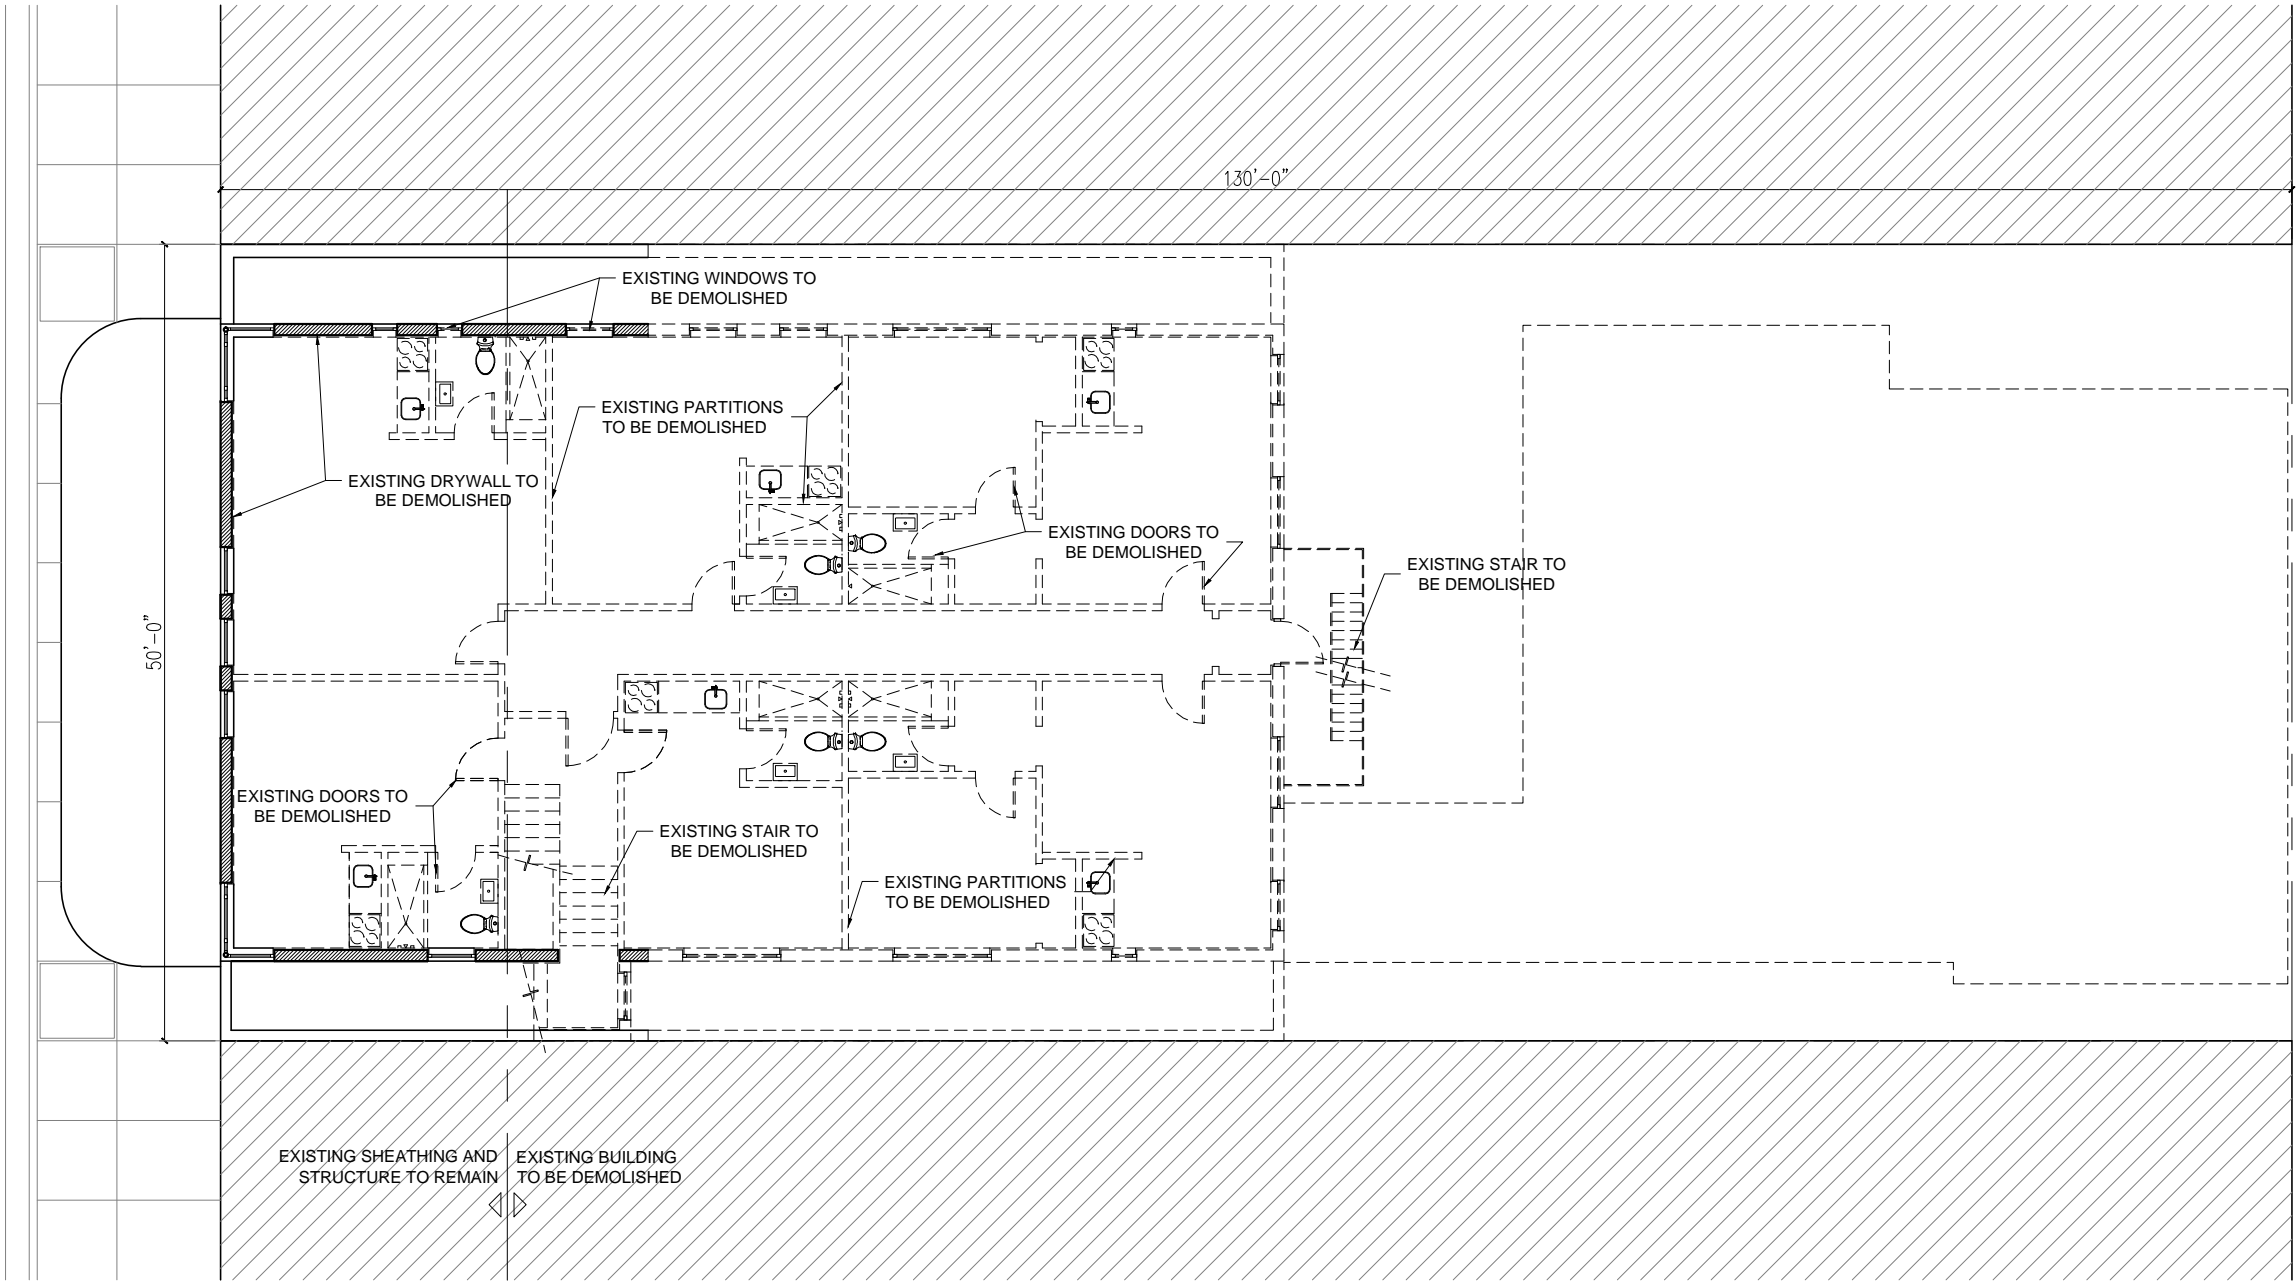 130'-0"
EXISTING WINDOWS TO
BE DEMOLISHED
EXISTING PARTITIONS
TO BE DEMOLISHED
EXISTING DRYWALL TO
BE DEMOLISHED
EXISTING DOORS TO
BE DEMOLISHED
EXISTING STAIR TO
BE DEMOLISHED
50'-0"
EXISTING DOORS TO
BE DEMOLISHED
EXISTING STAIR TO
BE DEMOLISHED
EXISTING PARTITIONS
TO BE DEMOLISHED
EXISTING SHEATHING AND
STRUCTURE TO REMAIN
EXISTING BUILDING
TO BE DEMOLISHED